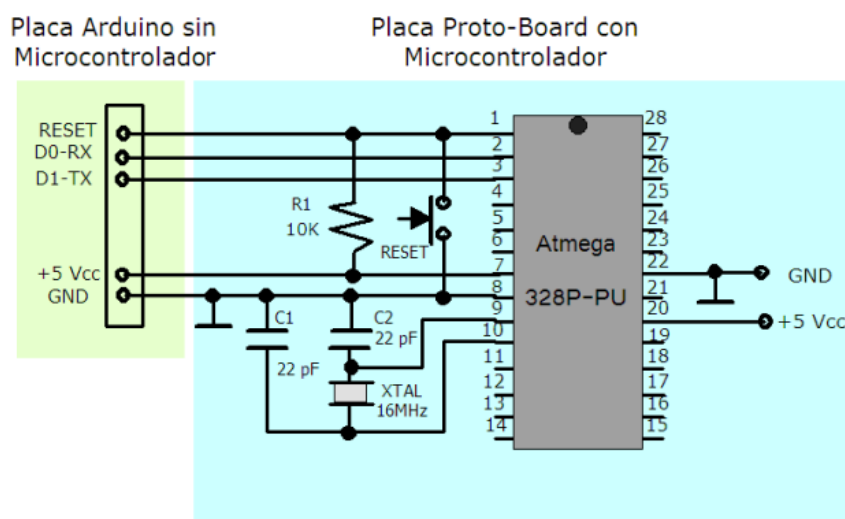 Placa Arduino sin
Microcontrolador
Placa Proto-Board con
Microcontrolador
RESET
D0-RX
D1-TX
+5 Vcc
GND
R1
10K
RESET
C1
22 pF
C2
22 pF
XTAL
16MHz
1
2
3
4
5
6
7
8
9
10
11
12
13
14
Atmega
328P-PU
28
27
26
25
24
23
22
21
20
19
18
17
16
15
GND
+5 Vcc